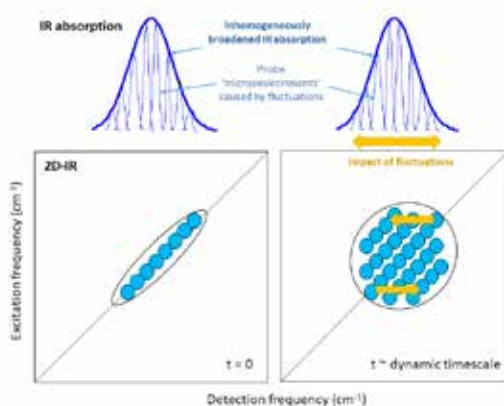 IR absorption
Inhomogeneously
broadened IR absorption
Probe
'microenvironments'
caused by fluctuations
Impact of fluctuations
2D-IR
Excitation frequency (cm⁻¹)
t = 0
t ~ dynamic timescale
Detection frequency (cm⁻¹)